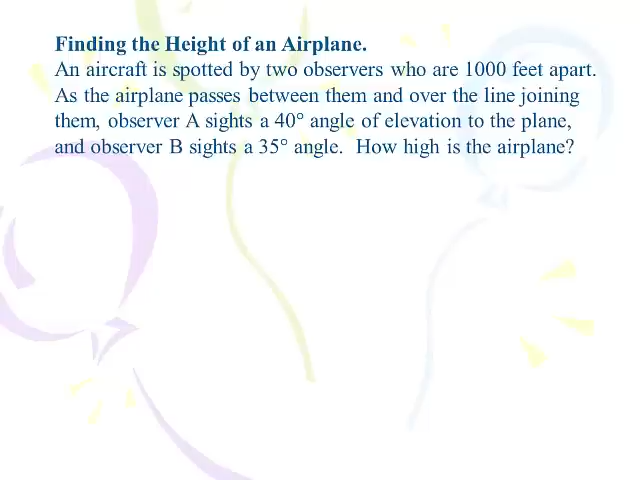 Finding the Height of an Airplane.
An aircraft is spotted by two observers who are 1000 feet apart.
As the airplane passes between them and over the line joining
them, observer A sights a 40° angle of elevation to the plane,
and observer B sights a 35° angle.  How high is the airplane?